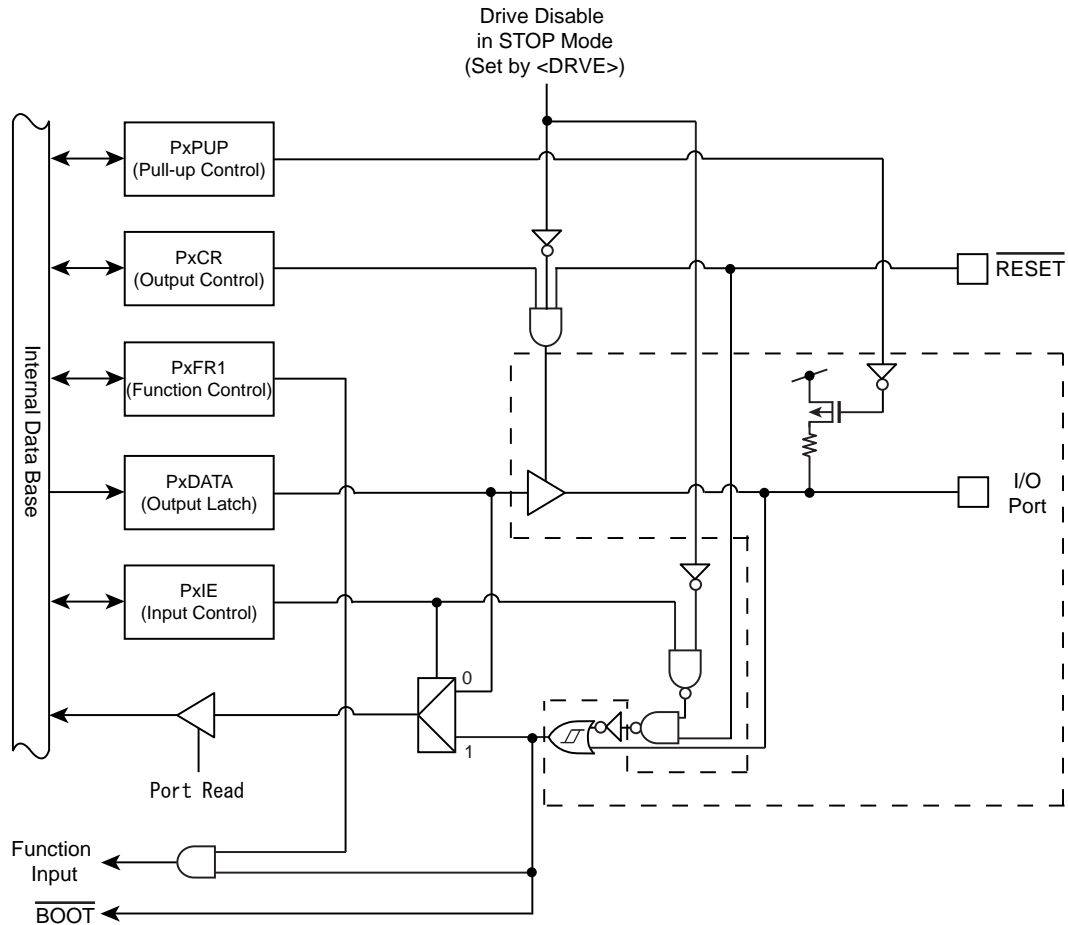 Drive Disable
in STOP Mode
(Set by <DRVE>)
PxPUP
(Pull-up Control)
PxCR
(Output Control)
RESET
PxFR1
(Function Control)
Internal Data Base
PxDATA
(Output Latch)
I/O
Port
PxIE
(Input Control)
0
1
Port Read
Function
Input
BOOT